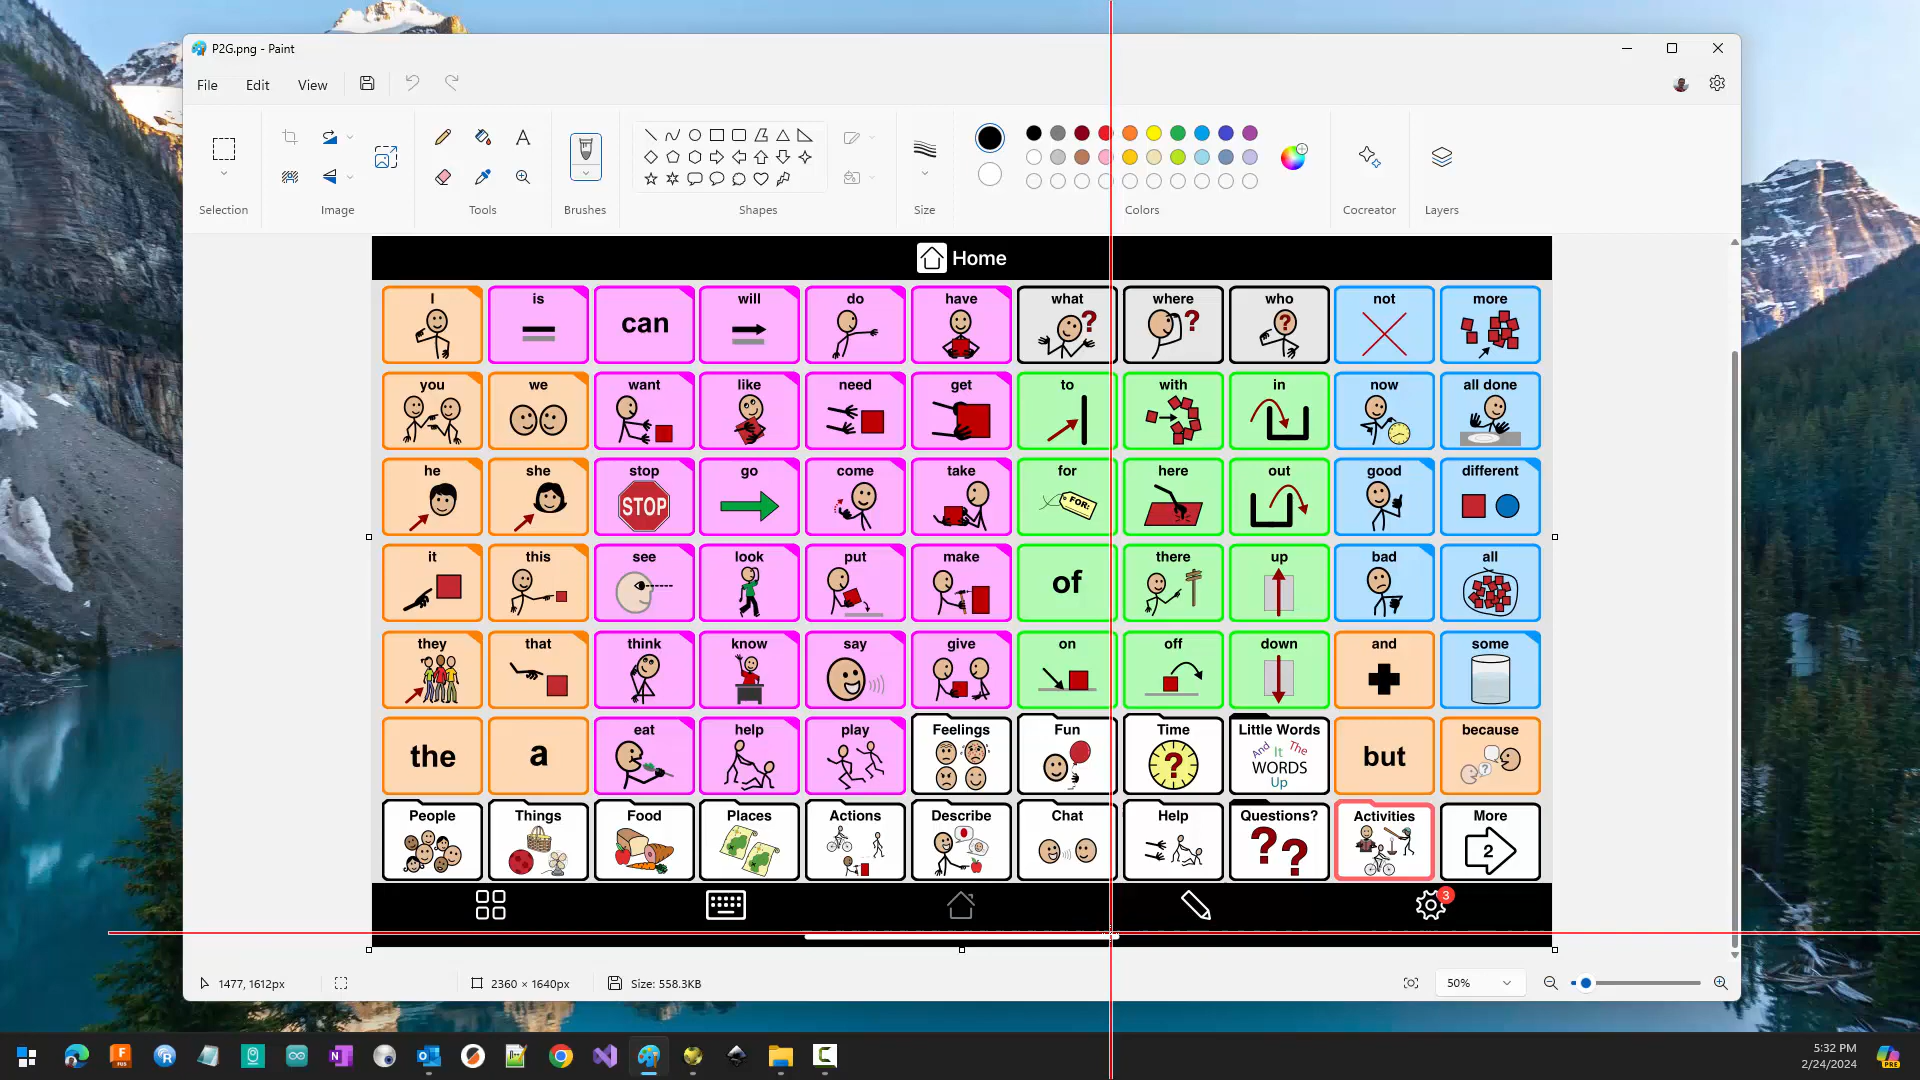 P2G.png - Paint
File Edit View
Selection Image Tools Brushes Shapes Size Colors Cocreator Layers
Home
I is can will do have what where who not more
you we want like need get to with in now all done
he she stop go come take for here out good different
STOP FOR:
it this see look put make of there up bad all
they that think know say give on off down and some
the a eat help play Feelings Fun Time Little Words but because
And It The
WORDS
Up
People Things Food Places Actions Describe Chat Help Questions? Activities More
2
3
1477, 1612px 2360 × 1640px Size: 558.3KB 50%
5:32 PM
2/24/2024
PRE